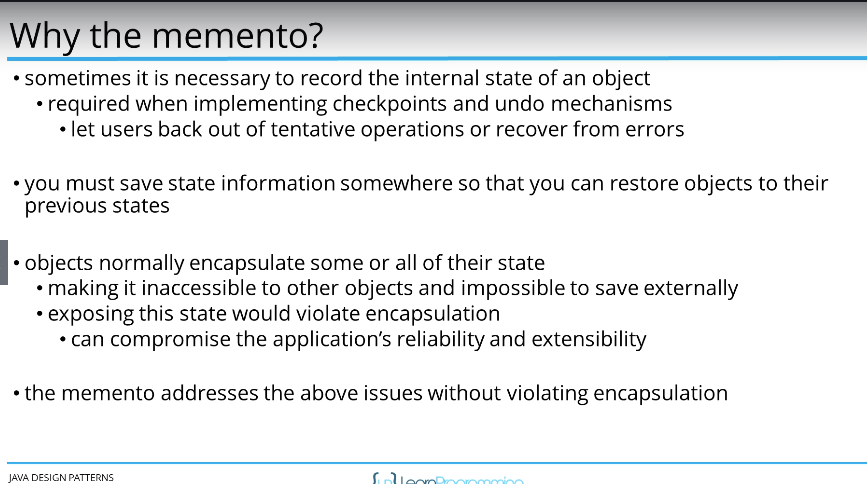 Why the memento?
• sometimes it is necessary to record the internal state of an object
• required when implementing checkpoints and undo mechanisms
• let users back out of tentative operations or recover from errors
• you must save state information somewhere so that you can restore objects to their
previous states
• objects normally encapsulate some or all of their state
• making it inaccessible to other objects and impossible to save externally
• exposing this state would violate encapsulation
• can compromise the application's reliability and extensibility
• the memento addresses the above issues without violating encapsulation
JAVA DESIGN PATTERNS
LearnProgramming